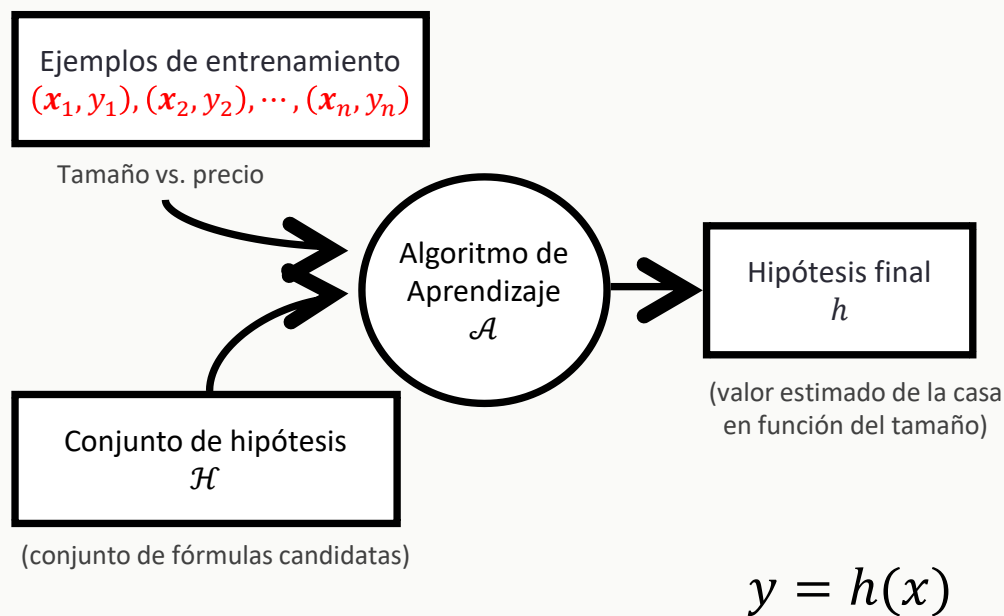 Ejemplos de entrenamiento
(𝒙₁, y₁), (𝒙₂, y₂), ⋯ , (𝒙ₙ, yₙ)
Tamaño vs. precio
Algoritmo de
Aprendizaje
𝒜
Hipótesis final
h
(valor estimado de la casa
en función del tamaño)
Conjunto de hipótesis
ℋ
(conjunto de fórmulas candidatas)
y = h(x)